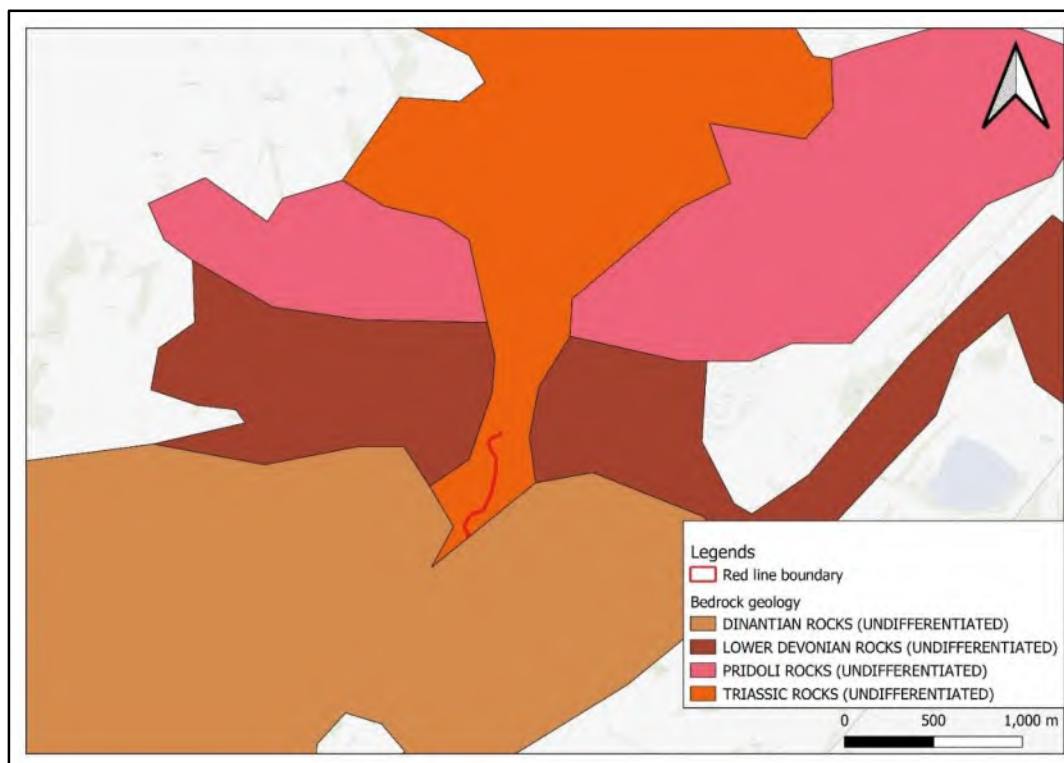 Legends
Red line boundary
Bedrock geology
DINANTIAN ROCKS (UNDIFFERENTIATED)
LOWER DEVONIAN ROCKS (UNDIFFERENTIATED)
PRIDOLI ROCKS (UNDIFFERENTIATED)
TRIASSIC ROCKS (UNDIFFERENTIATED)
0 500 1,000 m